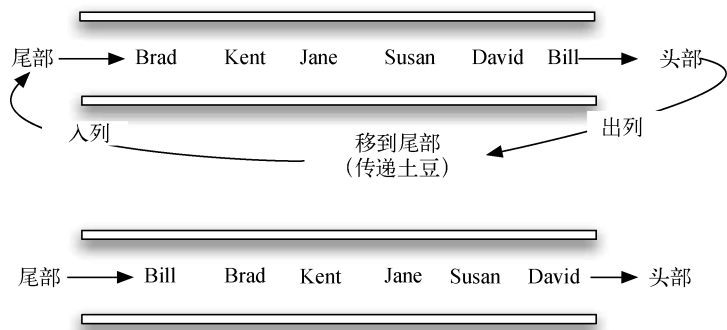 尾部 Brad Kent Jane Susan David Bill 头部
入列
出列
移到尾部
（传递土豆）
尾部 Bill Brad Kent Jane Susan David 头部